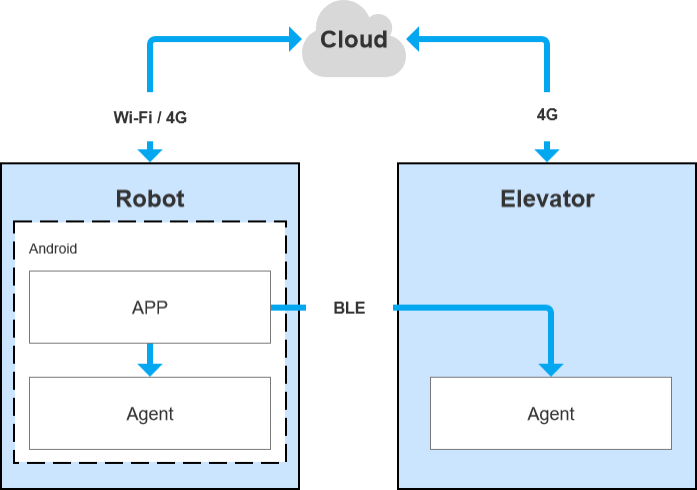 Cloud
Wi-Fi / 4G
4G
Robot
Elevator
Android
APP
BLE
Agent
Agent